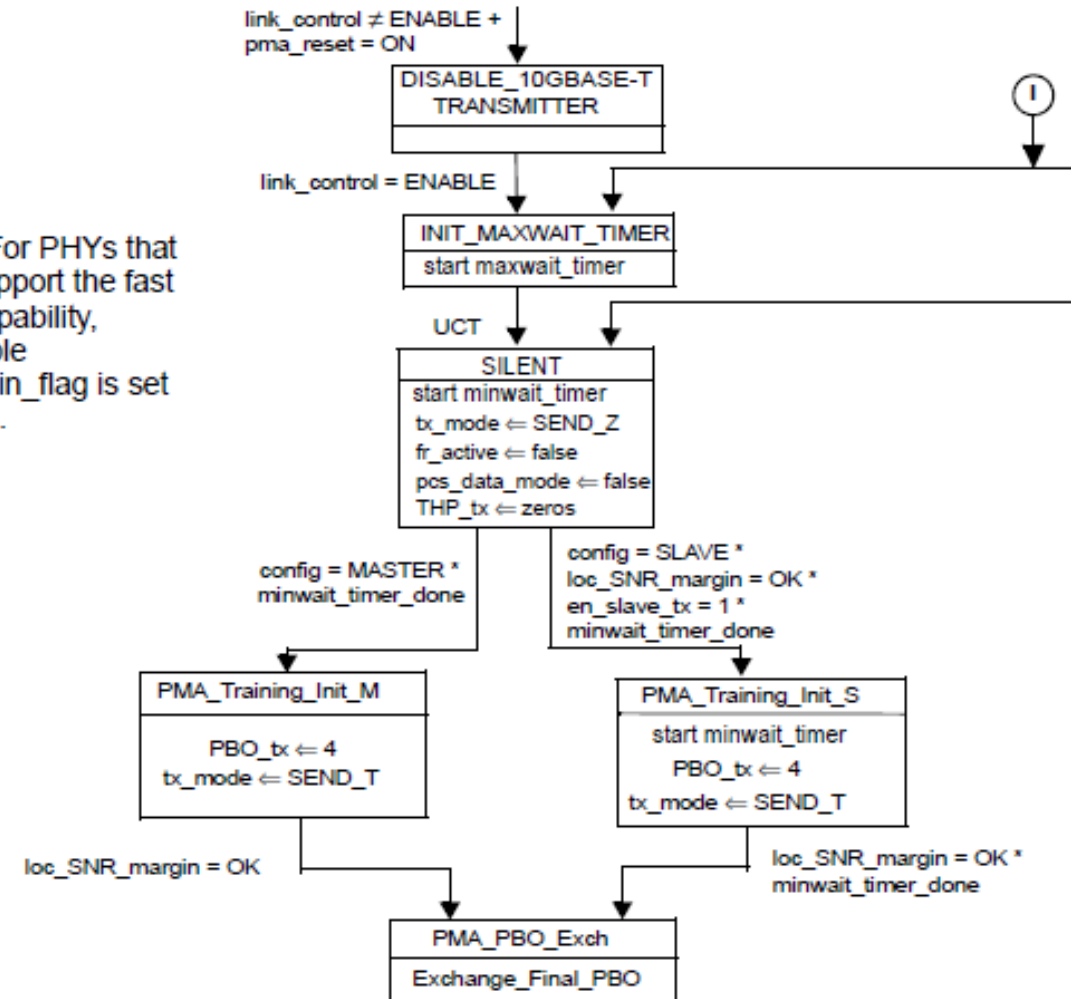 link_control ≠ ENABLE +
pma_reset = ON
DISABLE_10GBASE-T
TRANSMITTER
I
link_control = ENABLE
INIT_MAXWAIT_TIMER
start maxwait_timer
For PHYs that
pport the fast
pability,
ble
in_flag is set
.
UCT
SILENT
start minwait_timer
tx_mode ⇐ SEND_Z
fr_active ⇐ false
pcs_data_mode ⇐ false
THP_tx ⇐ zeros
config = MASTER *
minwait_timer_done
config = SLAVE *
loc_SNR_margin = OK *
en_slave_tx = 1 *
minwait_timer_done
PMA_Training_Init_M
PBO_tx ⇐ 4
tx_mode ⇐ SEND_T
PMA_Training_Init_S
start minwait_timer
PBO_tx ⇐ 4
tx_mode ⇐ SEND_T
loc_SNR_margin = OK
loc_SNR_margin = OK *
minwait_timer_done
PMA_PBO_Exch
Exchange_Final_PBO